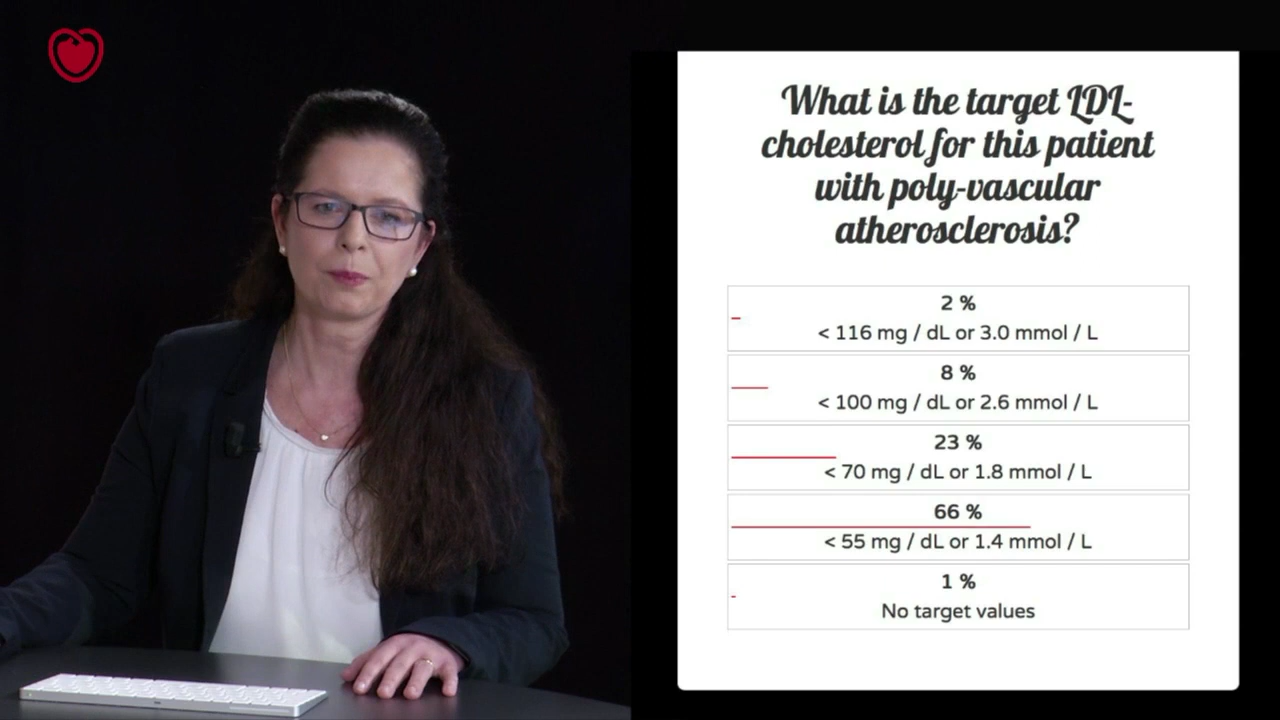 What is the target LDL-
cholesterol for this patient
with poly-vascular
atherosclerosis?
2 %
< 116 mg / dL or 3.0 mmol / L
8 %
< 100 mg / dL or 2.6 mmol / L
23 %
< 70 mg / dL or 1.8 mmol / L
66 %
< 55 mg / dL or 1.4 mmol / L
1 %
No target values